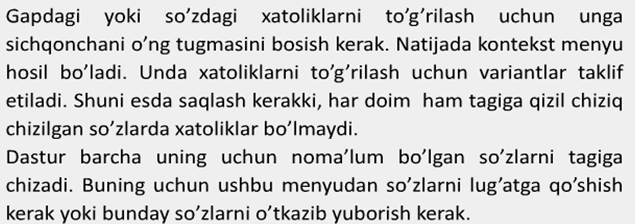 Gapdagi yoki so’zdagi xatoliklarni to’g’rilash uchun unga
sichqonchani o’ng tugmasini bosish kerak. Natijada kontekst menyu
hosil bo’ladi. Unda xatoliklarni to’g’rilash uchun variantlar taklif
etiladi. Shuni esda saqlash kerakki, har doim ham tagiga qizil chiziq
chizilgan so’zlarda xatoliklar bo’lmaydi.
Dastur barcha uning uchun noma’lum bo’lgan so’zlarni tagiga
chizadi. Buning uchun ushbu menyudan so’zlarni lug’atga qo’shish
kerak yoki bunday so’zlarni o’tkazib yuborish kerak.